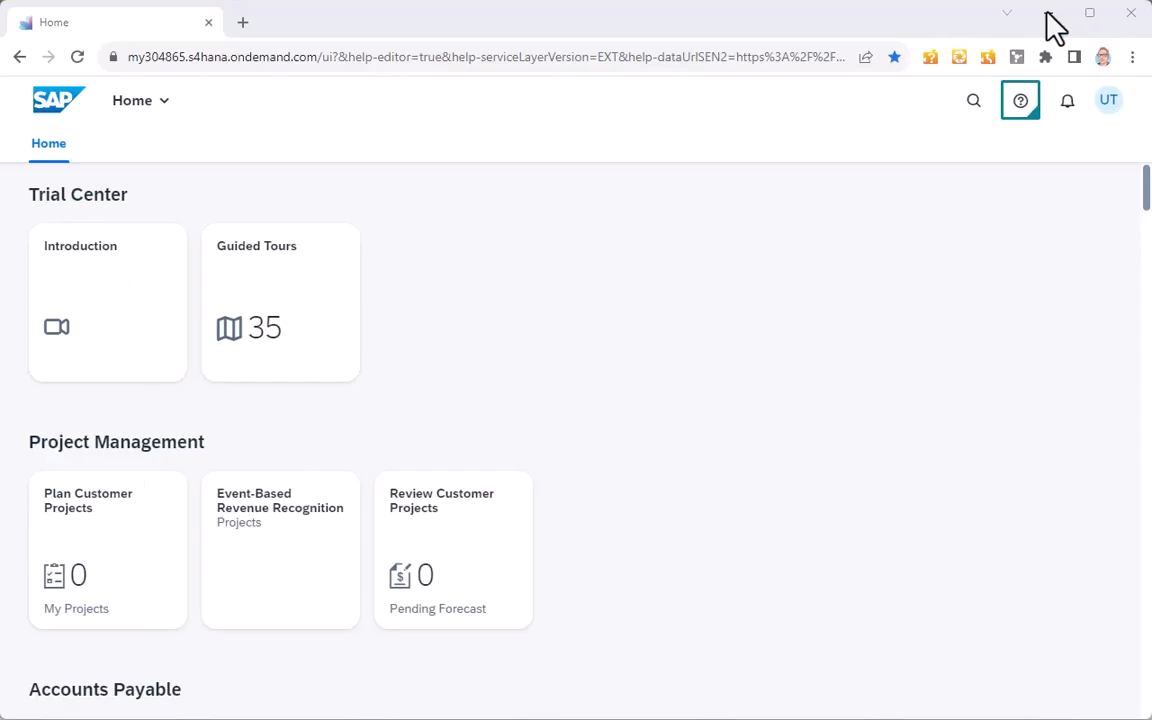 Home
my304865.s4hana.ondemand.com/ui?&help-editor=true&help-serviceLayerVersion=EXT&help-dataUrlSEN2=https%3A%2F%2F...
SAP
Home
UT
Home
Trial Center
Introduction
Guided Tours
35
Project Management
Plan Customer
Projects
0
My Projects
Event-Based
Revenue Recognition
Projects
Review Customer
Projects
0
Pending Forecast
Accounts Payable